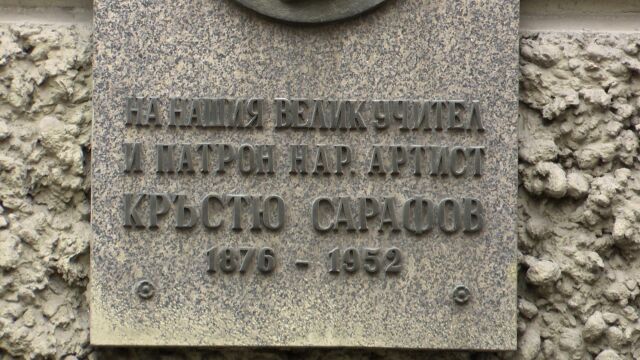 НА НАШИЯ ВЕЛИК УЧИТЕЛ
И ПАТРОН НАР. АРТИСТ
КРЪСТЮ САРАФОВ
1876 - 1952